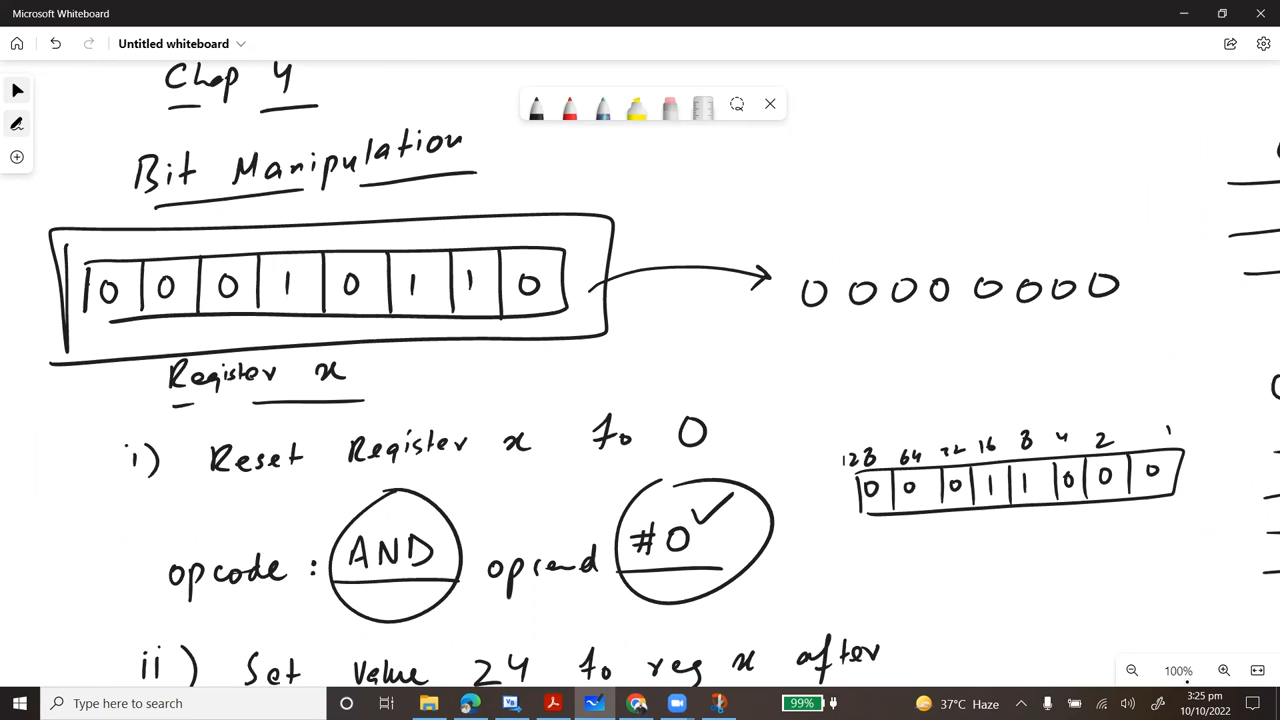 Microsoft Whiteboard
Untitled whiteboard
Chap 4
Bit Manipulation
0 0 0 1 0 1 1 0
0 0 0 0 0 0 0 0
Register x
i) Reset Register x to 0
128 64 32 16 8 4 2 1
0 0 0 1 1 0 0 0
opcode : AND operand #0
ii) Set value 24 to reg x after
100%
Type here to search
99%
37°C Haze
3:25 pm
10/10/2022